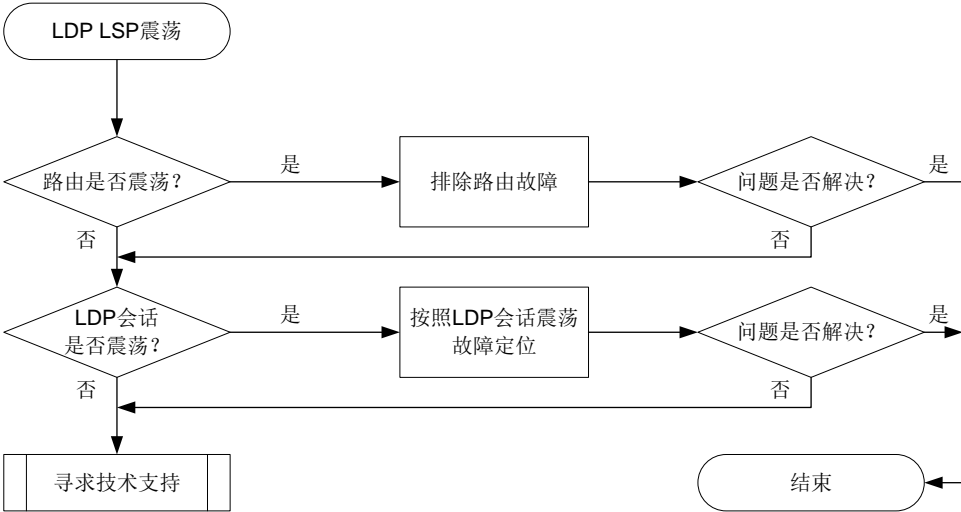 LDP LSP震荡
路由是否震荡？
是
排除路由故障
问题是否解决？
是
否
否
LDP会话
是否震荡？
是
按照LDP会话震荡
故障定位
问题是否解决？
是
否
否
寻求技术支持
结束